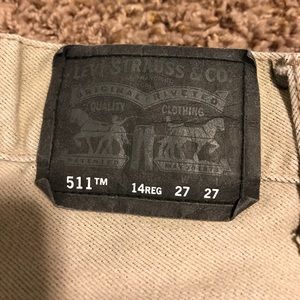 LEVI STRAUSS & CO.
ORIGINAL RIVETED
QUALITY CLOTHING
511™ 14REG 27 27